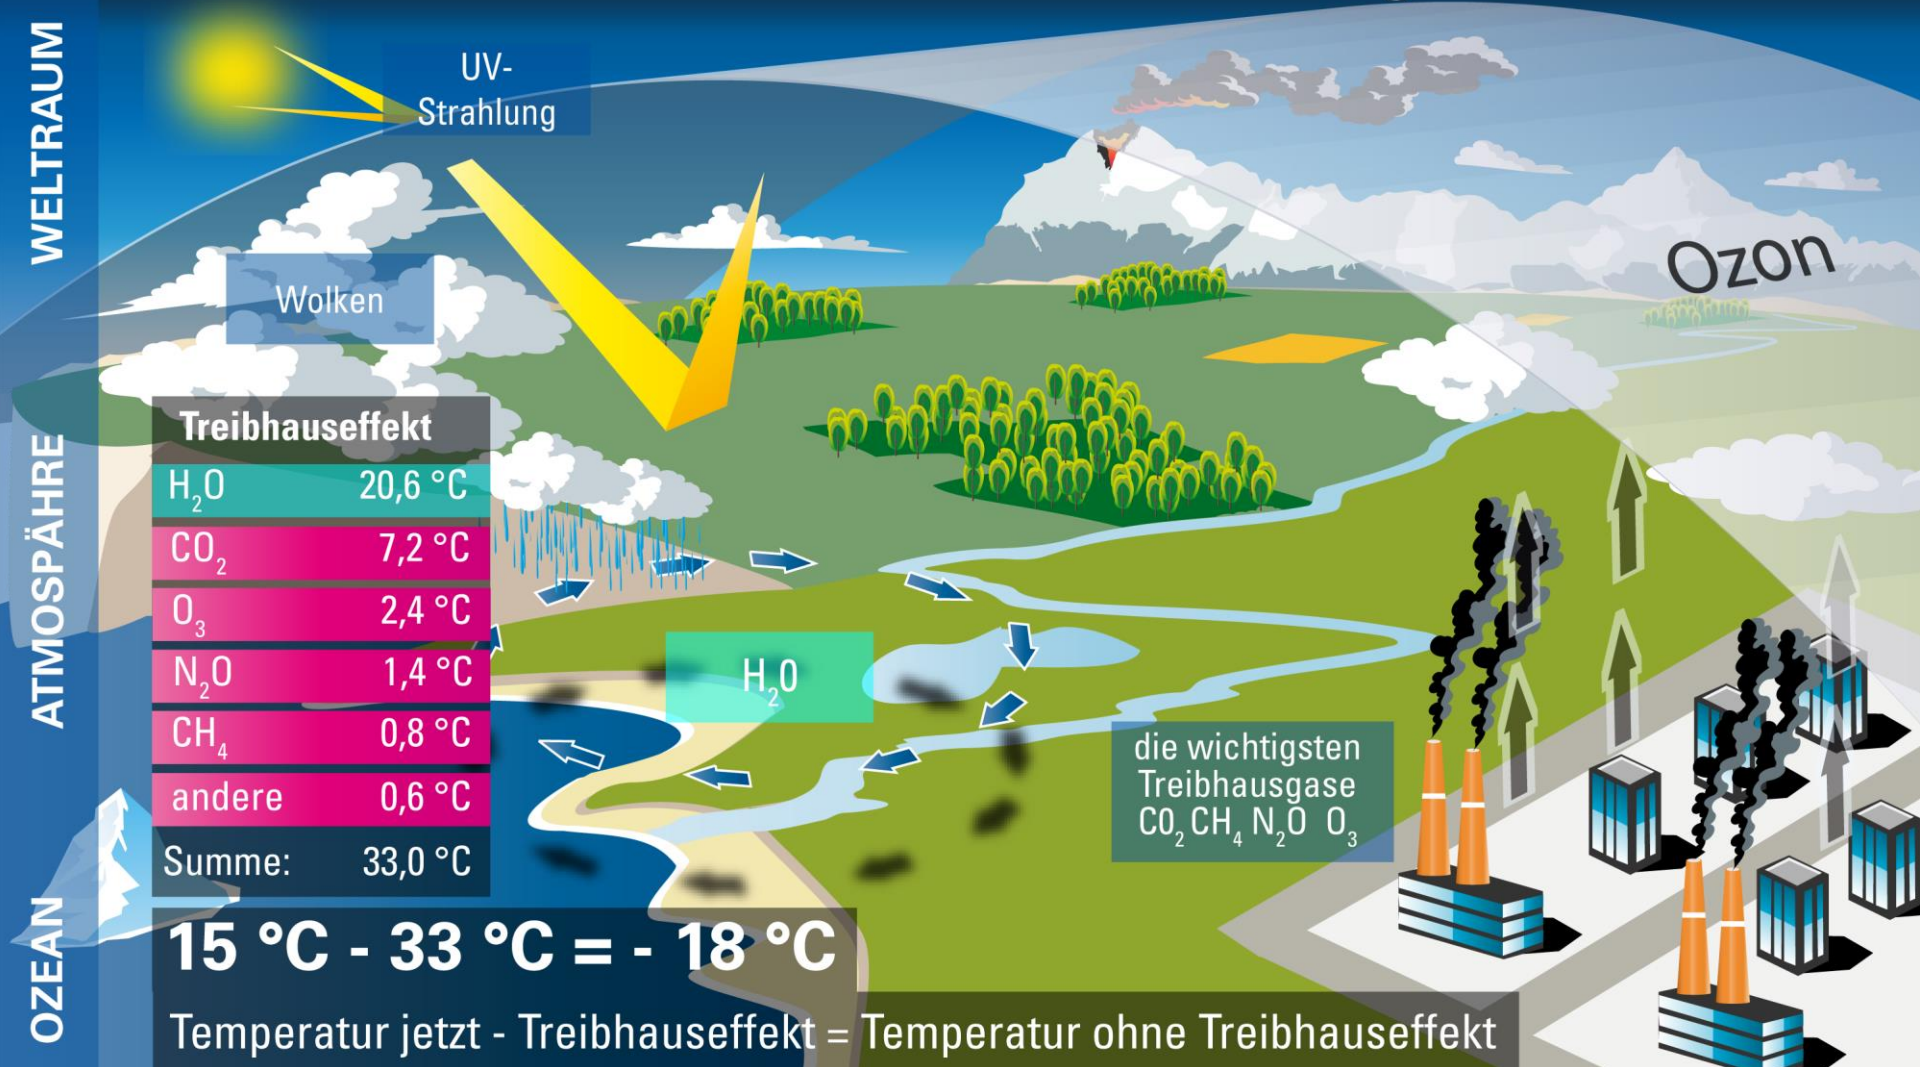 WELTRAUM
ATMOSPÄHRE
OZEAN
UV-
Strahlung
Wolken
Ozon
Treibhauseffekt
H₂O 20,6 °C
CO₂ 7,2 °C
O₃ 2,4 °C
N₂O 1,4 °C
CH₄ 0,8 °C
andere 0,6 °C
Summe: 33,0 °C
H₂O
die wichtigsten
Treibhausgase
CO₂ CH₄ N₂O O₃
15 °C - 33 °C = - 18 °C
Temperatur jetzt - Treibhauseffekt = Temperatur ohne Treibhauseffekt